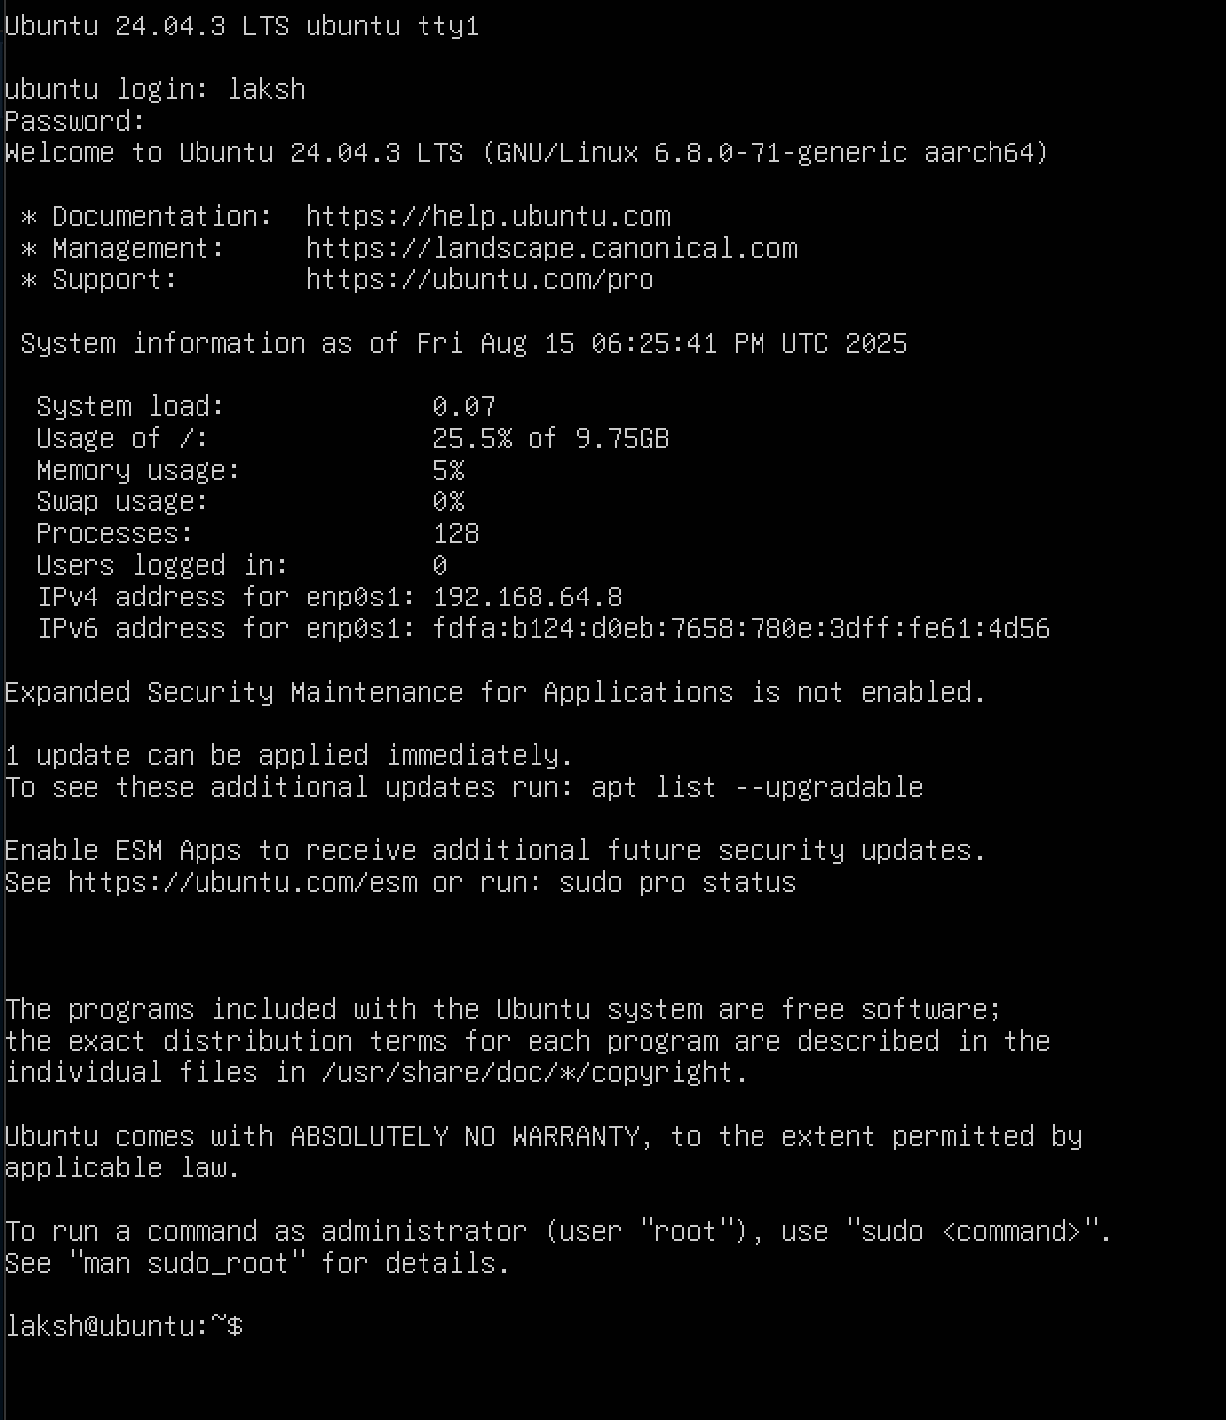 Ubuntu 24.04.3 LTS ubuntu tty1
ubuntu login: laksh
Password:
Welcome to Ubuntu 24.04.3 LTS (GNU/Linux 6.8.0-71-generic aarch64)
* Documentation:  https://help.ubuntu.com
* Management:     https://landscape.canonical.com
* Support:        https://ubuntu.com/pro
System information as of Fri Aug 15 06:25:41 PM UTC 2025
System load:             0.07
Usage of /:              25.5% of 9.75GB
Memory usage:            5%
Swap usage:              0%
Processes:               128
Users logged in:         0
IPv4 address for enp0s1: 192.168.64.8
IPv6 address for enp0s1: fdfa:b124:d0eb:7658:780e:3dff:fe61:4d56
Expanded Security Maintenance for Applications is not enabled.
1 update can be applied immediately.
To see these additional updates run: apt list --upgradable
Enable ESM Apps to receive additional future security updates.
See https://ubuntu.com/esm or run: sudo pro status
The programs included with the Ubuntu system are free software;
the exact distribution terms for each program are described in the
individual files in /usr/share/doc/*/copyright.
Ubuntu comes with ABSOLUTELY NO WARRANTY, to the extent permitted by
applicable law.
To run a command as administrator (user "root"), use "sudo <command>".
See "man sudo_root" for details.
laksh@ubuntu:~$